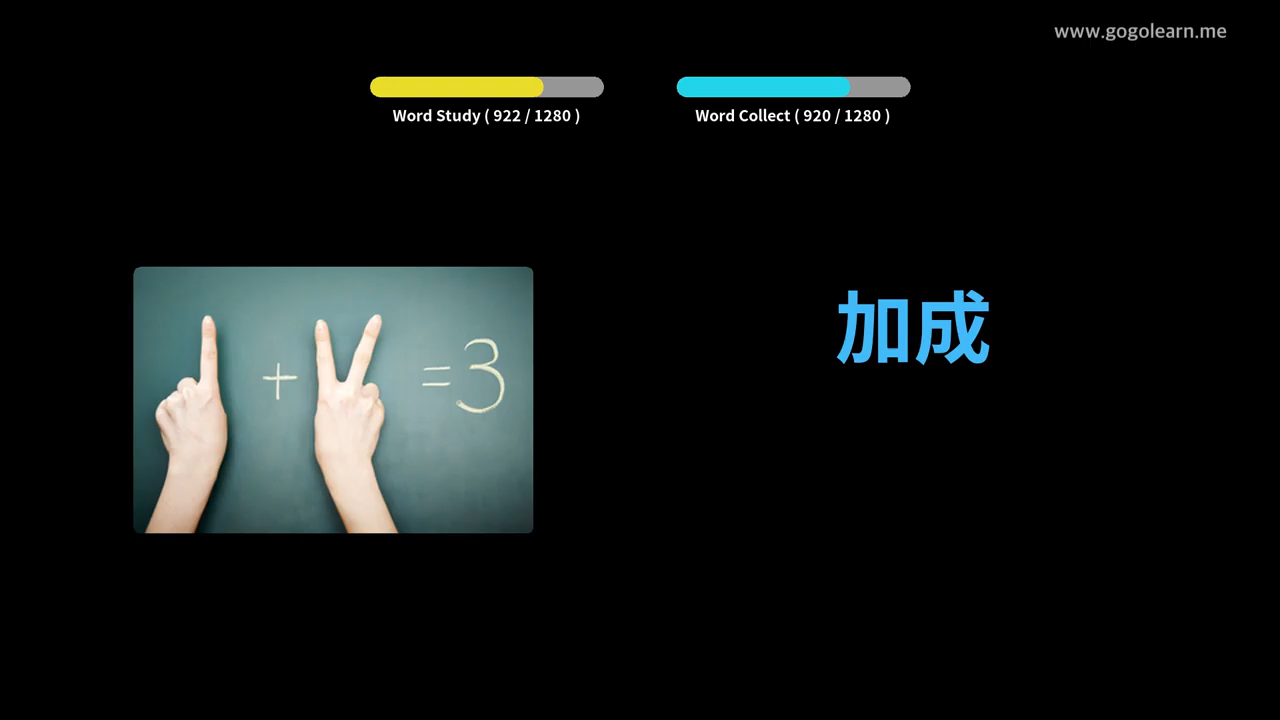 www.gogolearn.me
Word Study ( 922 / 1280 )
Word Collect ( 920 / 1280 )
加成
+ =3